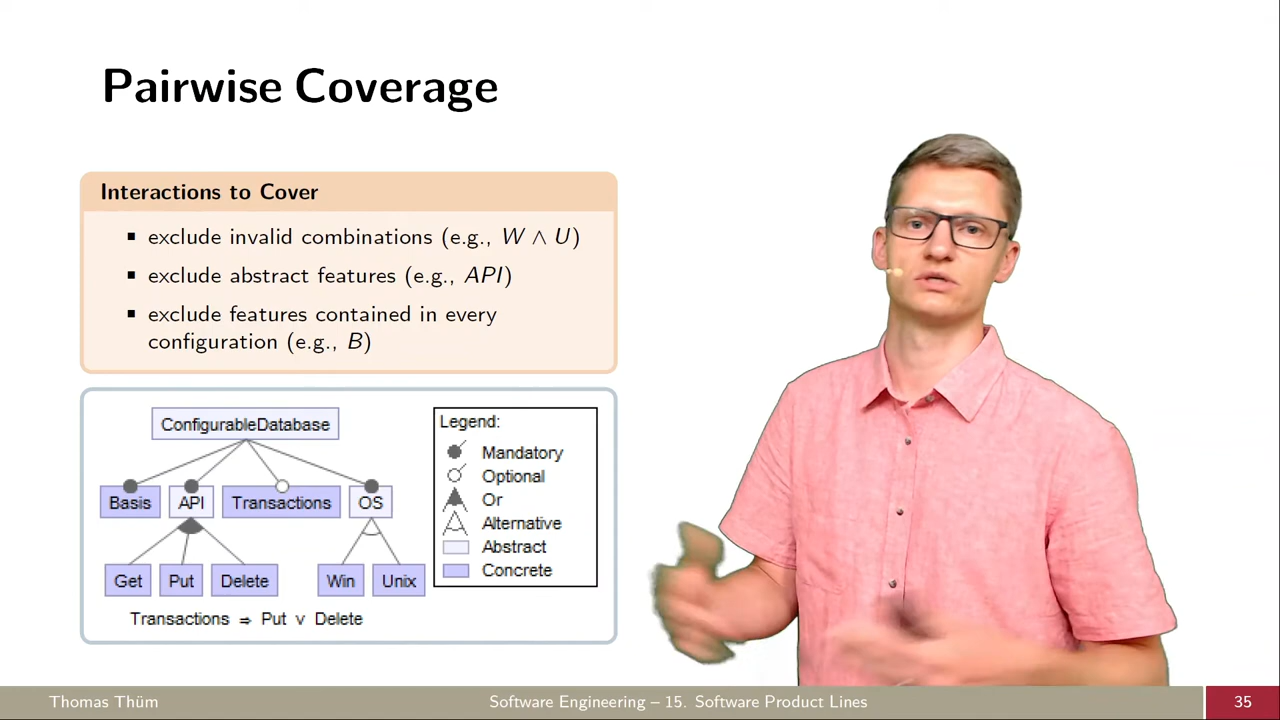 Pairwise Coverage
Interactions to Cover
▪ exclude invalid combinations (e.g., W ∧ U)
▪ exclude abstract features (e.g., API)
▪ exclude features contained in every
configuration (e.g., B)
ConfigurableDatabase
Basis API Transactions OS
Get Put Delete Win Unix
Transactions ⇒ Put ∨ Delete
Legend:
Mandatory
Optional
Or
Alternative
Abstract
Concrete
Thomas Thüm Software Engineering – 15. Software Product Lines 35